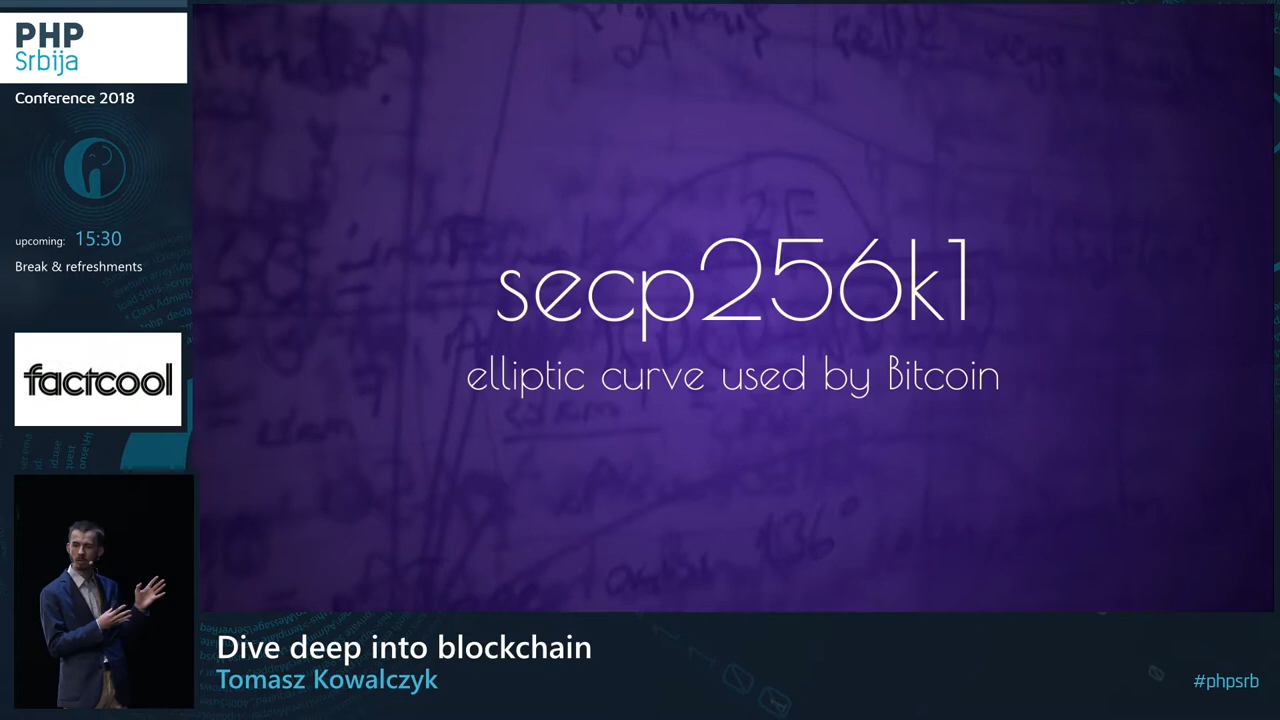 PHP
Srbija
Conference 2018
upcoming: 15:30
Break & refreshments
factcool
secp256k1
elliptic curve used by Bitcoin
Dive deep into blockchain
Tomasz Kowalczyk
#phpsrb